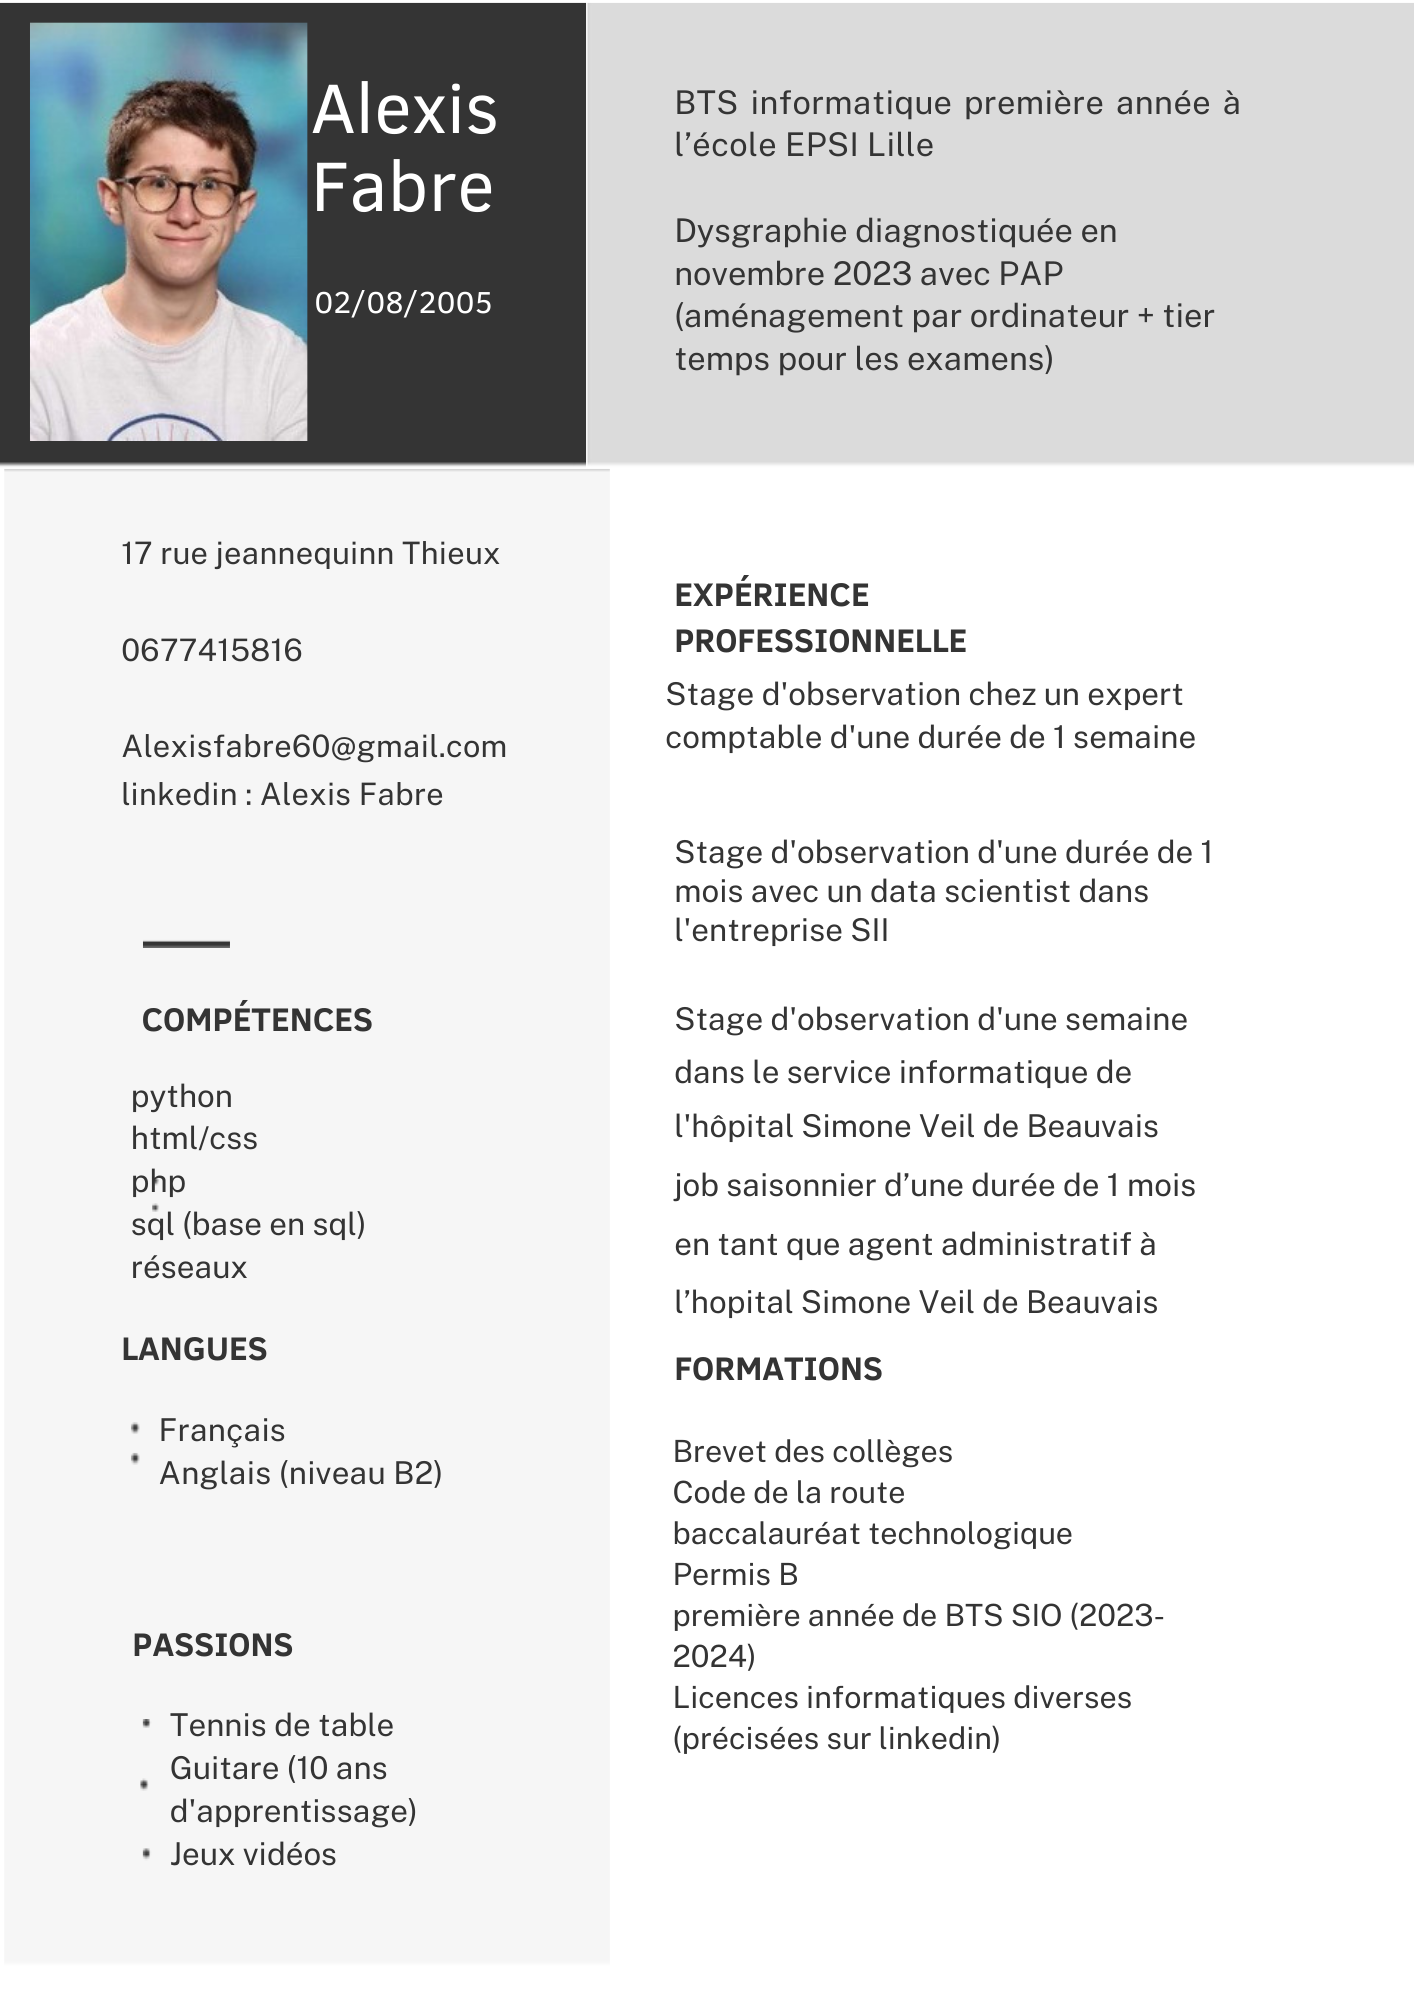 Alexis
Fabre
02/08/2005
BTS informatique première année à
l’école EPSI Lille
Dysgraphie diagnostiquée en
novembre 2023 avec PAP
(aménagement par ordinateur + tier
temps pour les examens)
17 rue jeannequinn Thieux
0677415816
Alexisfabre60@gmail.com
linkedin : Alexis Fabre
COMPÉTENCES
python
html/css
php
sql (base en sql)
réseaux
LANGUES
Français
Anglais (niveau B2)
PASSIONS
Tennis de table
Guitare (10 ans
d'apprentissage)
Jeux vidéos
EXPÉRIENCE
PROFESSIONNELLE
Stage d'observation chez un expert
comptable d'une durée de 1 semaine
Stage d'observation d'une durée de 1
mois avec un data scientist dans
l'entreprise SII
Stage d'observation d'une semaine
dans le service informatique de
l'hôpital Simone Veil de Beauvais
job saisonnier d’une durée de 1 mois
en tant que agent administratif à
l’hopital Simone Veil de Beauvais
FORMATIONS
Brevet des collèges
Code de la route
baccalauréat technologique
Permis B
première année de BTS SIO (2023-
2024)
Licences informatiques diverses
(précisées sur linkedin)